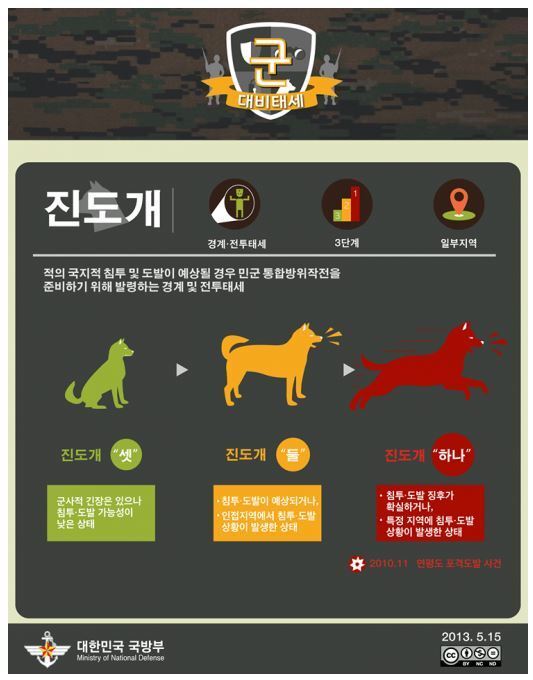 군
대비태세
진도개
경계·전투태세
3
2
1
3단계
일부지역
적의 국지적 침투 및 도발이 예상될 경우 민군 통합방위작전을
준비하기 위해 발령하는 경계 및 전투태세
진도개 "셋"
진도개 "둘"
진도개 "하나"
군사적 긴장은 있으나
침투·도발 가능성이
낮은 상태
· 침투·도발이 예상되거나,
· 인접지역에서 침투·도발
상황이 발생한 상태
· 침투·도발 징후가
확실하거나,
· 특정 지역에 침투·도발
상황이 발생한 상태
2010.11 연평도 포격도발 사건
대한민국 국방부
Ministry of National Defense
2013. 5.15
cc
BY NC ND